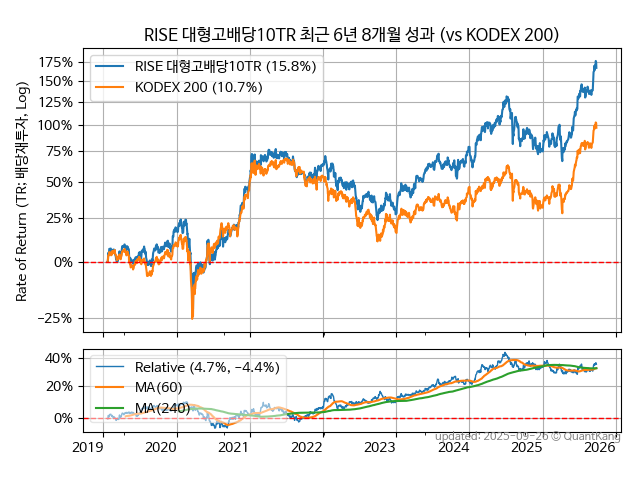 RISE 대형고배당10TR 최근 6년 8개월 성과 (vs KODEX 200)
RISE 대형고배당10TR (15.8%)
KODEX 200 (10.7%)
Rate of Return (TR: 배당재투자, Log)
175%
150%
125%
100%
75%
50%
25%
0%
−25%
Relative (4.7%, −4.4%)
MA(60)
MA(240)
40%
20%
0%
2019 2020 2021 2022 2023 2024 2025 2026
updated: 2025-09-26 © QuantKang